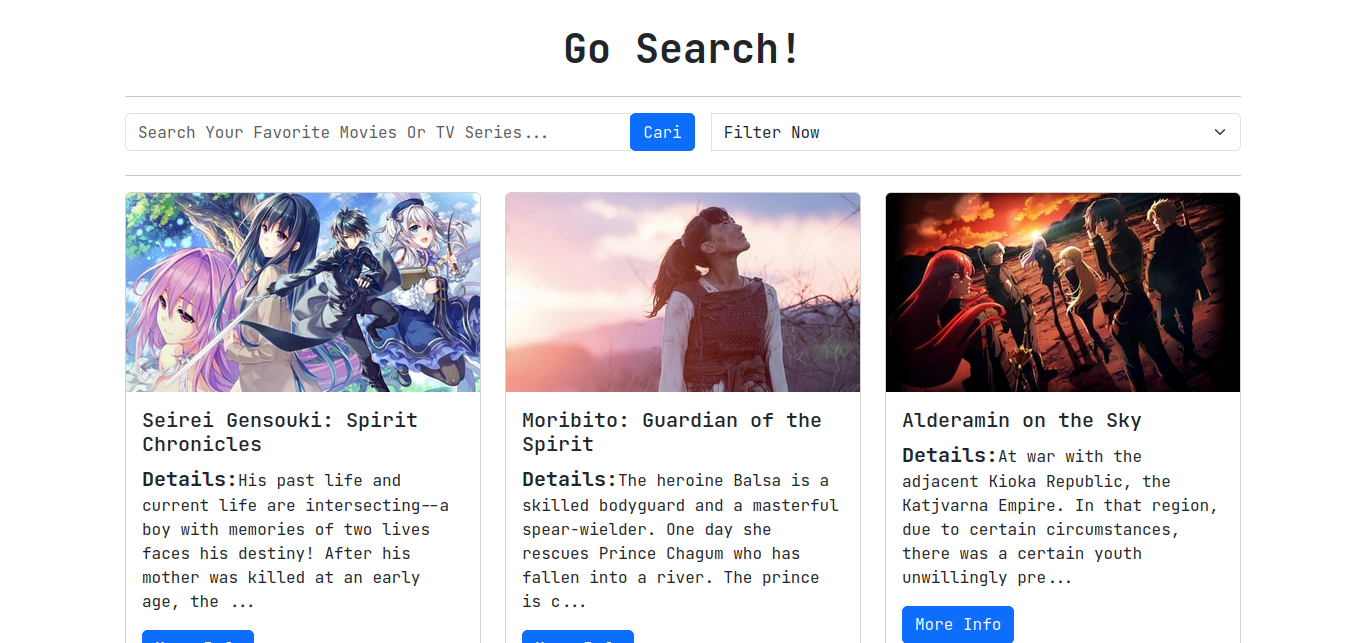 Go Search!
Search Your Favorite Movies Or TV Series...
Cari
Filter Now
Seirei Gensouki: Spirit
Chronicles
Details:His past life and
current life are intersecting--a
boy with memories of two lives
faces his destiny! After his
mother was killed at an early
age, the ...
Moribito: Guardian of the
Spirit
Details:The heroine Balsa is a
skilled bodyguard and a masterful
spear-wielder. One day she
rescues Prince Chagum who has
fallen into a river. The prince
is c...
Alderamin on the Sky
Details:At war with the
adjacent Kioka Republic, the
Katjvarna Empire. In that region,
due to certain circumstances,
there was a certain youth
unwillingly pre...
More Info